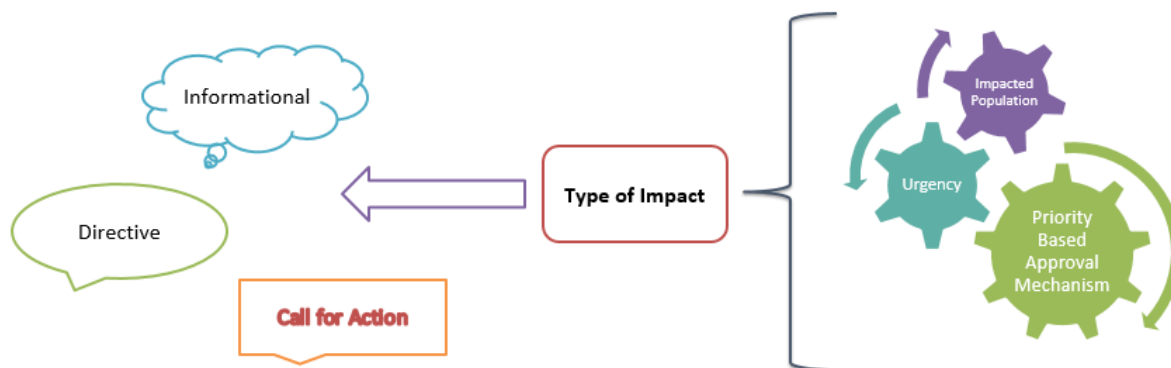 Informational
Directive
Call for Action
Type of Impact
Impacted
Population
Urgency
Priority
Based
Approval
Mechanism